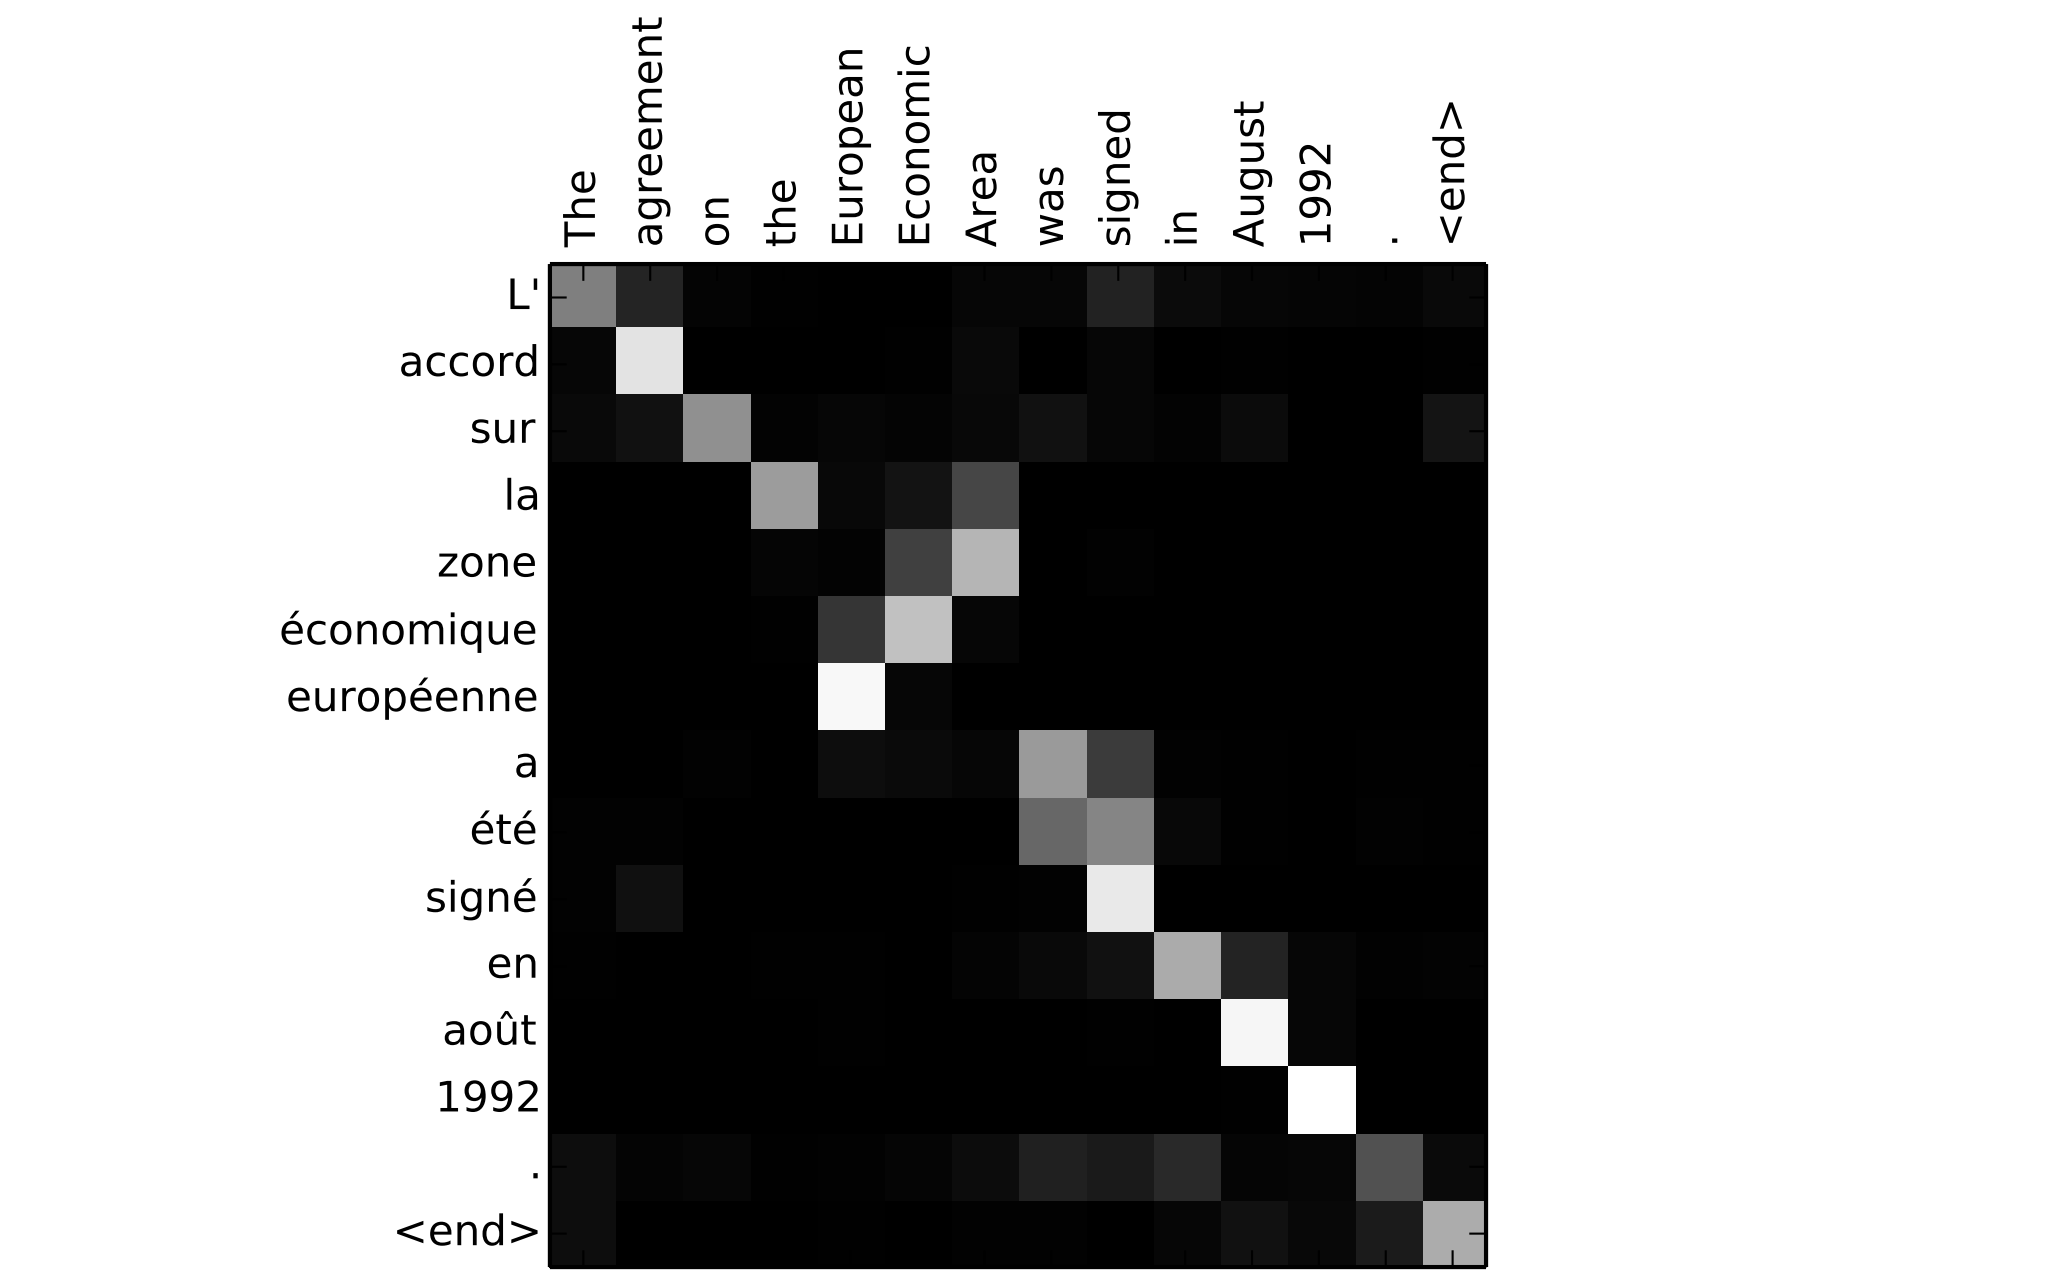 The agreement on the European Economic Area was signed in August 1992 . <end>
L'
accord
sur
la
zone
économique
européenne
a
été
signé
en
août
1992
.
<end>